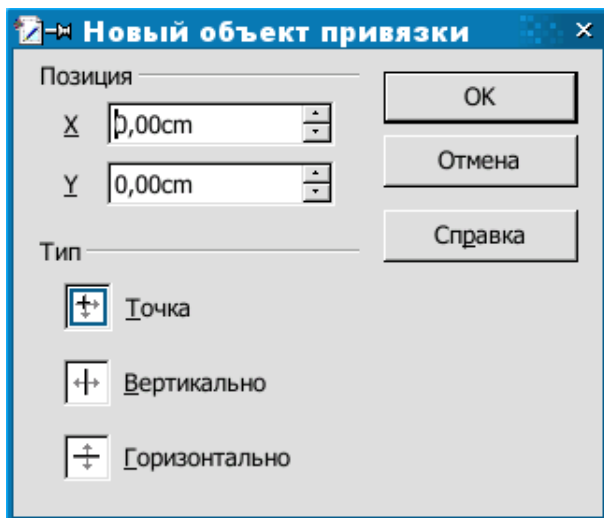 Новый объект привязки
Позиция
X 0,00cm
Y 0,00cm
OK
Отмена
Справка
Тип
Точка
Вертикально
Горизонтально